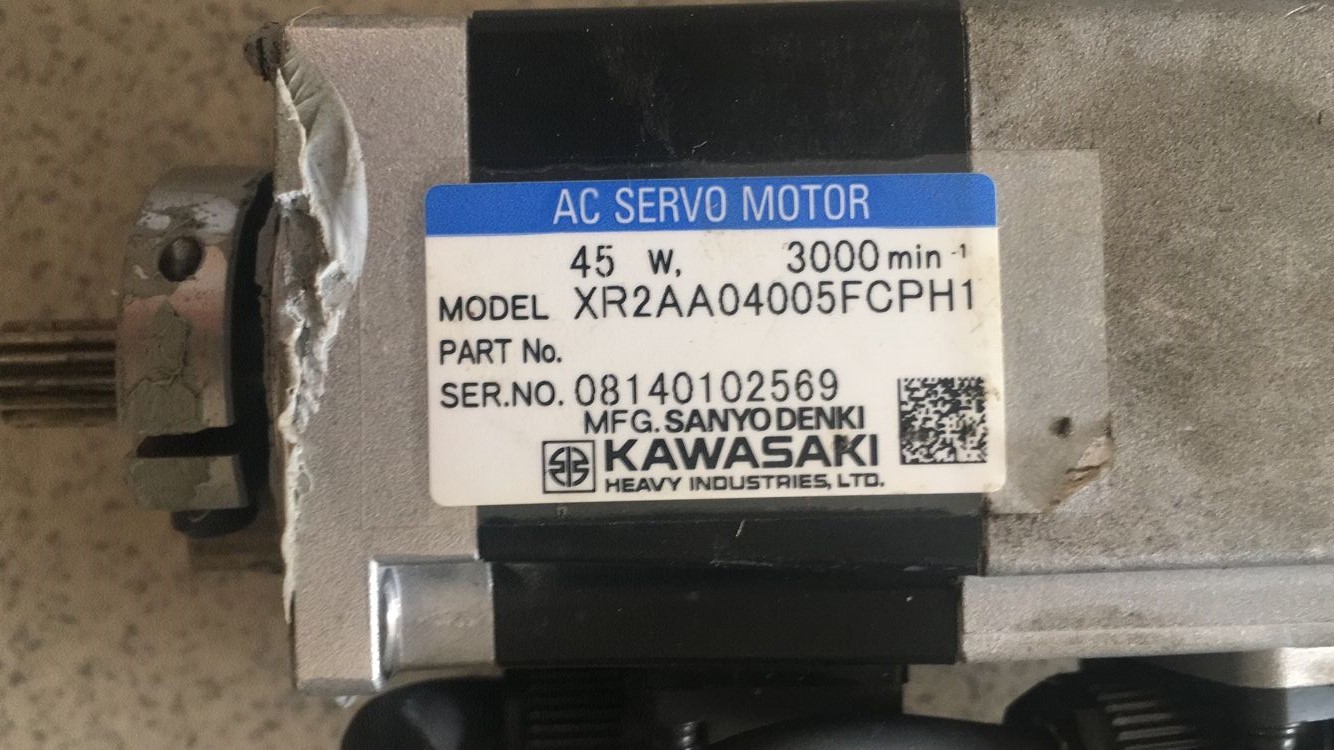 AC SERVO MOTOR
45 W, 3000 min⁻¹
MODEL XR2AA04005FCPH1
PART No.
SER.NO. 08140102569
MFG. SANYO DENKI
KAWASAKI
HEAVY INDUSTRIES, LTD.